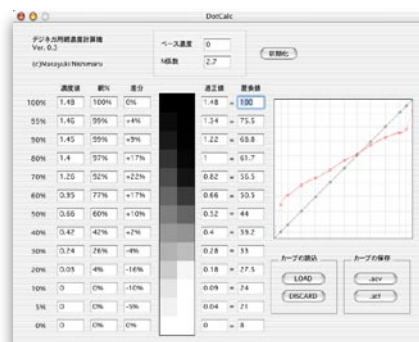 DotCalc
デジネガ用網濃度計算機
Ver. 0.3
(c)Masayuki Nishimaru
ベース濃度 0
N係数 2.7
初期化
濃度値 網% 差分 適正値 置換値
100% 1.48 100% 0% 1.48 = 100
95% 1.46 99% +4% 1.34 = 75.5
90% 1.45 99% +9% 1.22 = 68.8
80% 1.4 97% +17% 1 = 61.7
70% 1.26 92% +22% 0.82 = 56.5
60% 0.95 77% +17% 0.66 = 50.5
50% 0.66 60% +10% 0.52 = 44
40% 0.42 42% +2% 0.4 = 39.2
30% 0.24 26% -4% 0.28 = 33
20% 0.03 4% -16% 0.18 = 27.5
10% 0 0% -10% 0.09 = 24
5% 0 0% -5% 0.04 = 21
0% 0 0% 0% 0 = 8
カーブの読込
LOAD
DISCARD
カーブの保存
.acv